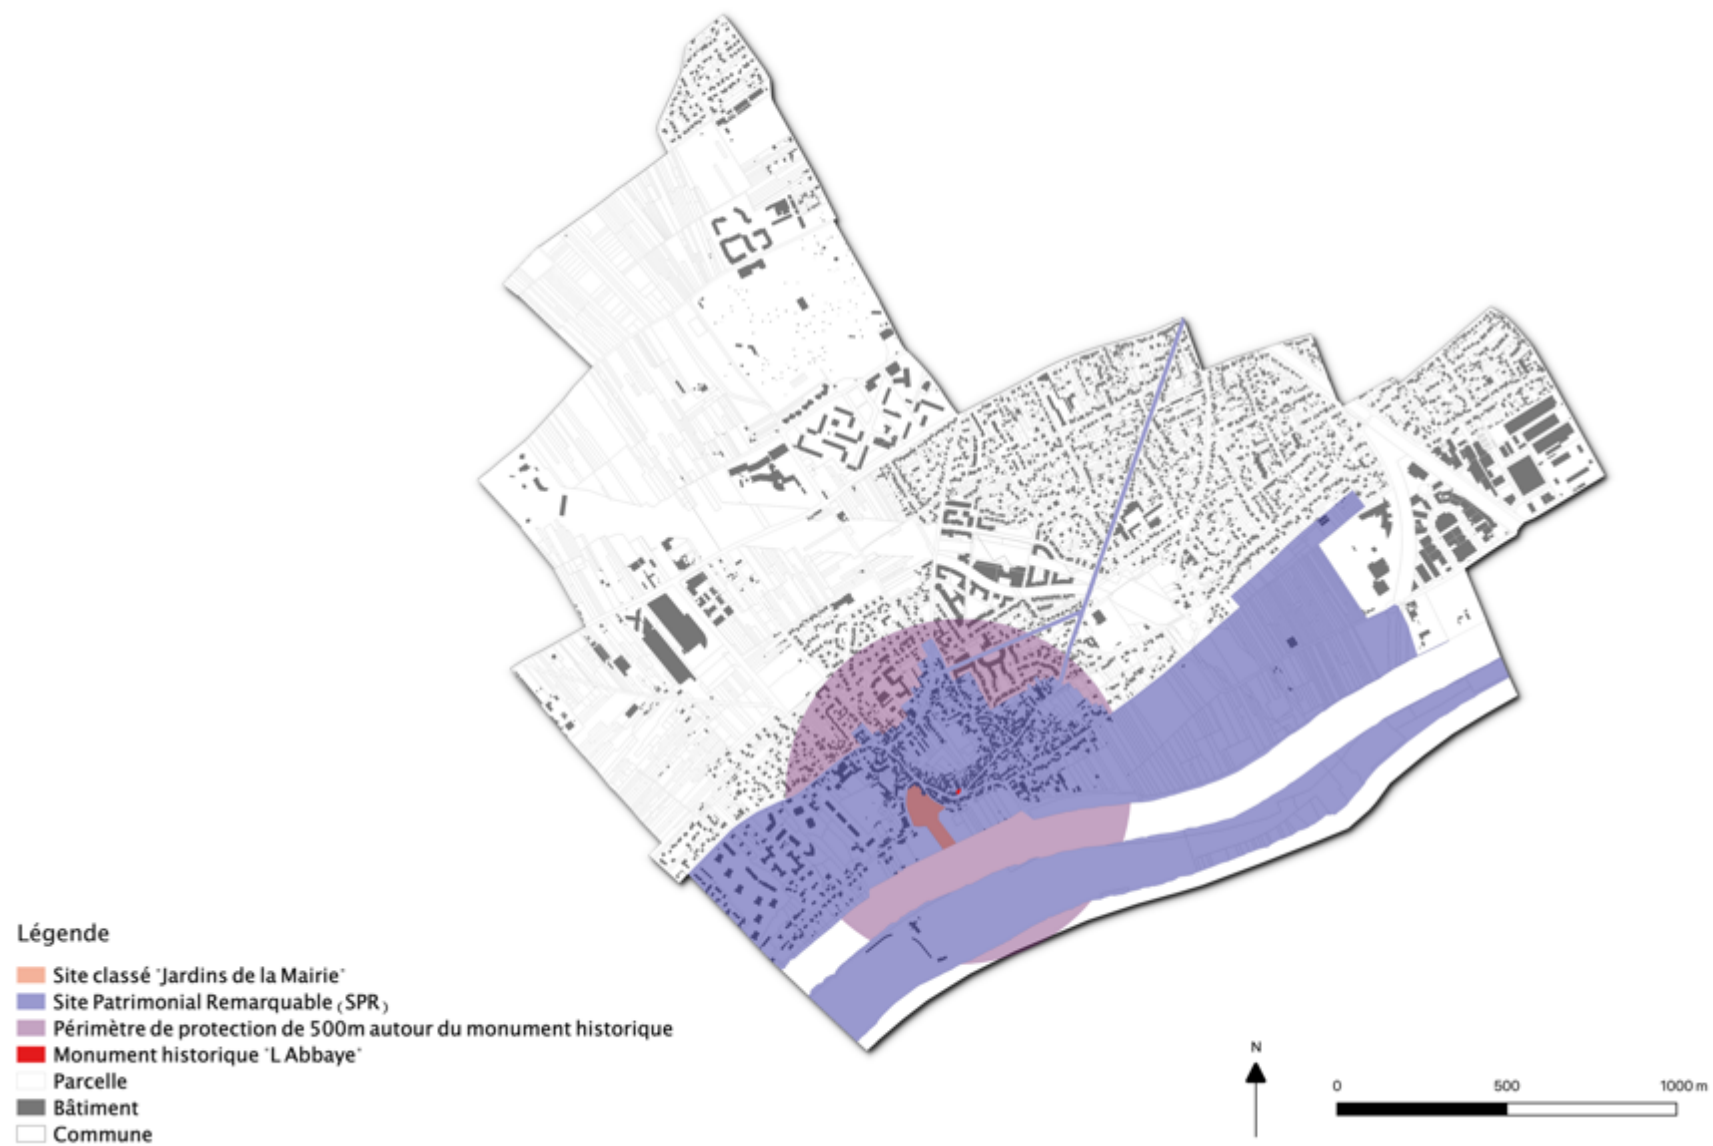 Légende
Site classé "Jardins de la Mairie"
Site Patrimonial Remarquable (SPR)
Périmètre de protection de 500m autour du monument historique
Monument historique "L Abbaye"
Parcelle
Bâtiment
Commune
N
0 500 1000 m